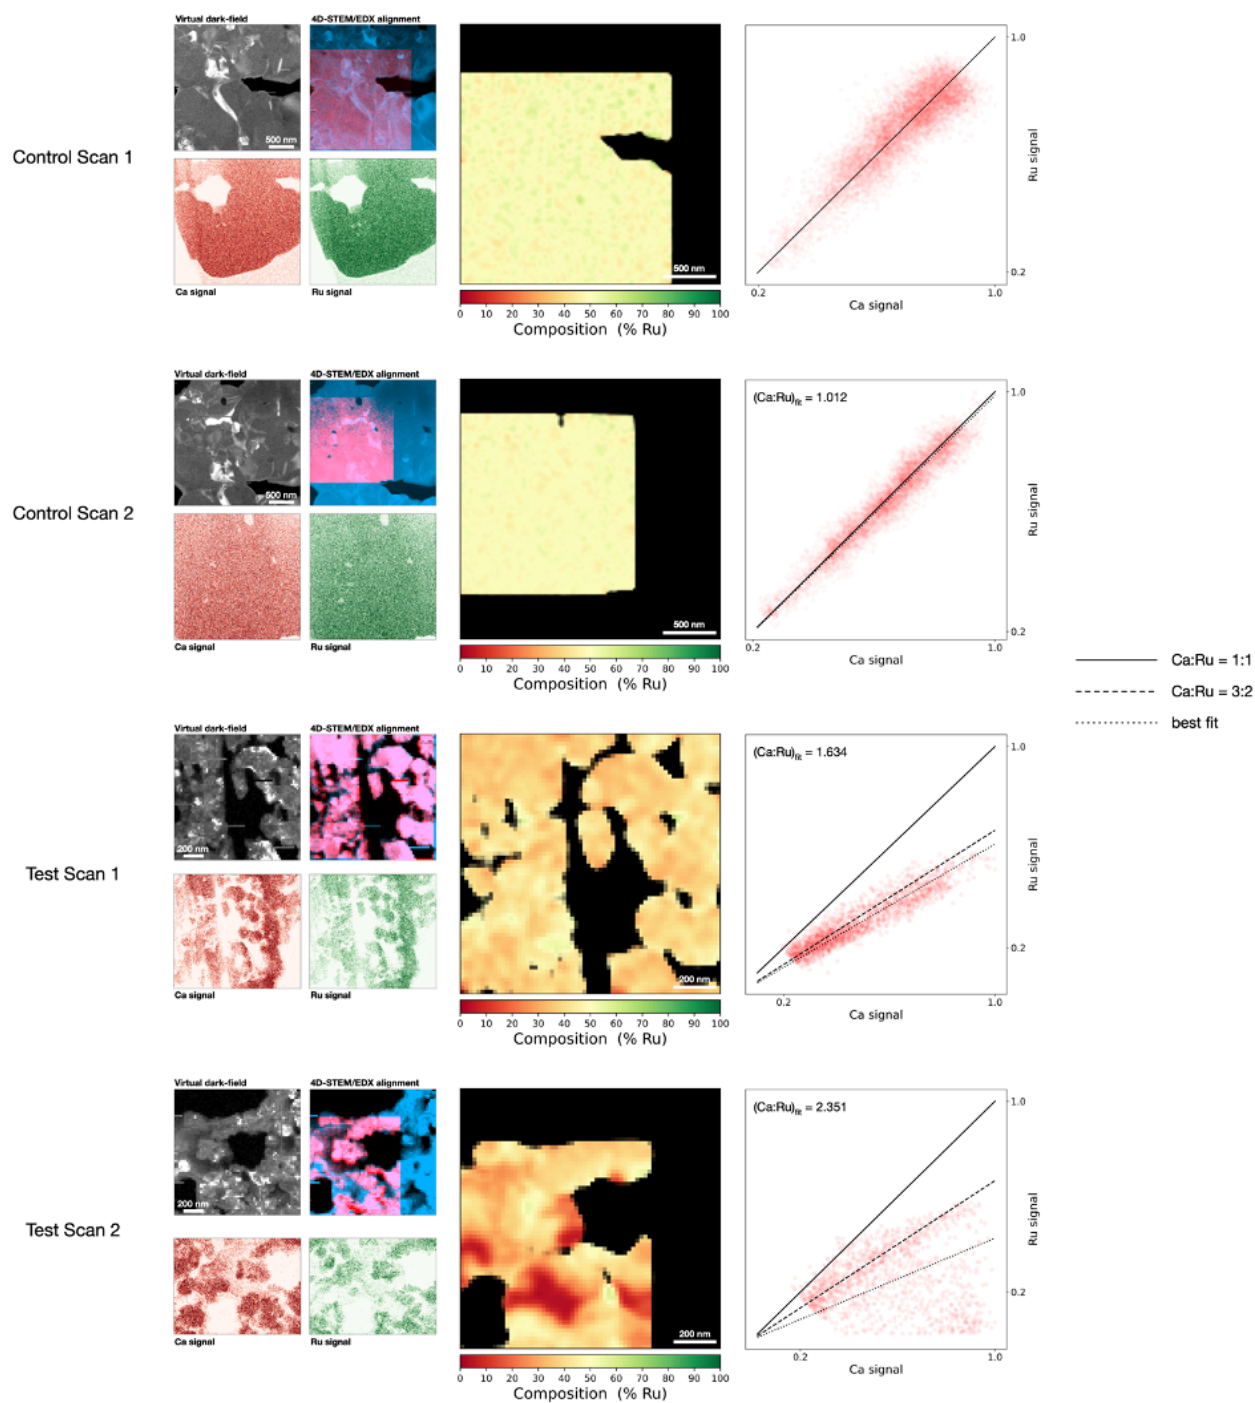 Control Scan 1
Virtual dark-field
4D-STEM/EDX alignment
500 nm
Ca signal
Ru signal
500 nm
0 10 20 30 40 50 60 70 80 90 100
Composition (% Ru)
1.0
Ru signal
0.2
0.2 1.0
Ca signal
Control Scan 2
Virtual dark-field
4D-STEM/EDX alignment
500 nm
Ca signal
Ru signal
500 nm
0 10 20 30 40 50 60 70 80 90 100
Composition (% Ru)
(Ca:Ru)fit = 1.012
1.0
Ru signal
0.2
0.2 1.0
Ca signal
Ca:Ru = 1:1
Ca:Ru = 3:2
best fit
Test Scan 1
Virtual dark-field
4D-STEM/EDX alignment
200 nm
Ca signal
Ru signal
200 nm
0 10 20 30 40 50 60 70 80 90 100
Composition (% Ru)
(Ca:Ru)fit = 1.634
1.0
Ru signal
0.2
0.2 1.0
Ca signal
Test Scan 2
Virtual dark-field
4D-STEM/EDX alignment
200 nm
Ca signal
Ru signal
200 nm
0 10 20 30 40 50 60 70 80 90 100
Composition (% Ru)
(Ca:Ru)fit = 2.351
1.0
Ru signal
0.2
0.2 1.0
Ca signal